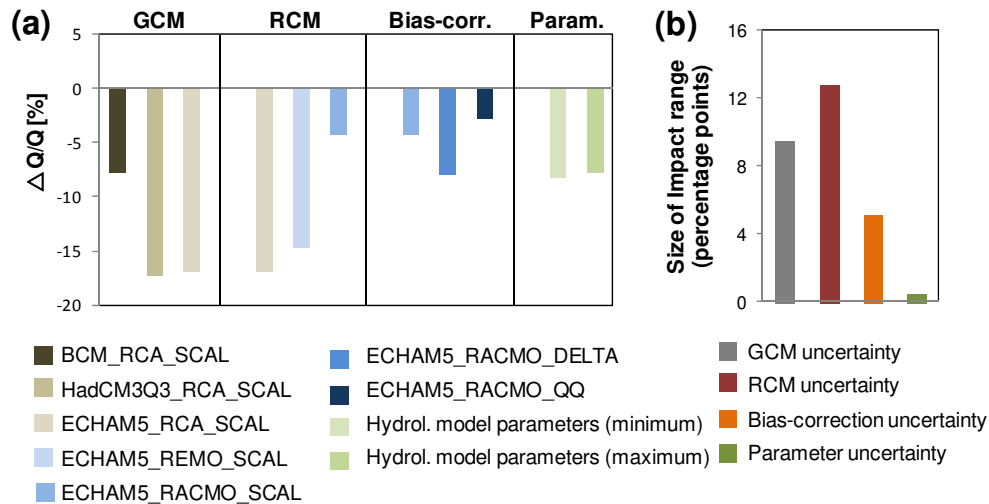 (a)
GCM RCM Bias-corr. Param.
△ Q/Q [%]
5
0
-5
-10
-15
-20
(b)
Size of Impact range
(percentage points)
16
12
8
4
0
BCM_RCA_SCAL
HadCM3Q3_RCA_SCAL
ECHAM5_RCA_SCAL
ECHAM5_REMO_SCAL
ECHAM5_RACMO_SCAL
ECHAM5_RACMO_DELTA
ECHAM5_RACMO_QQ
Hydrol. model parameters (minimum)
Hydrol. model parameters (maximum)
GCM uncertainty
RCM uncertainty
Bias-correction uncertainty
Parameter uncertainty